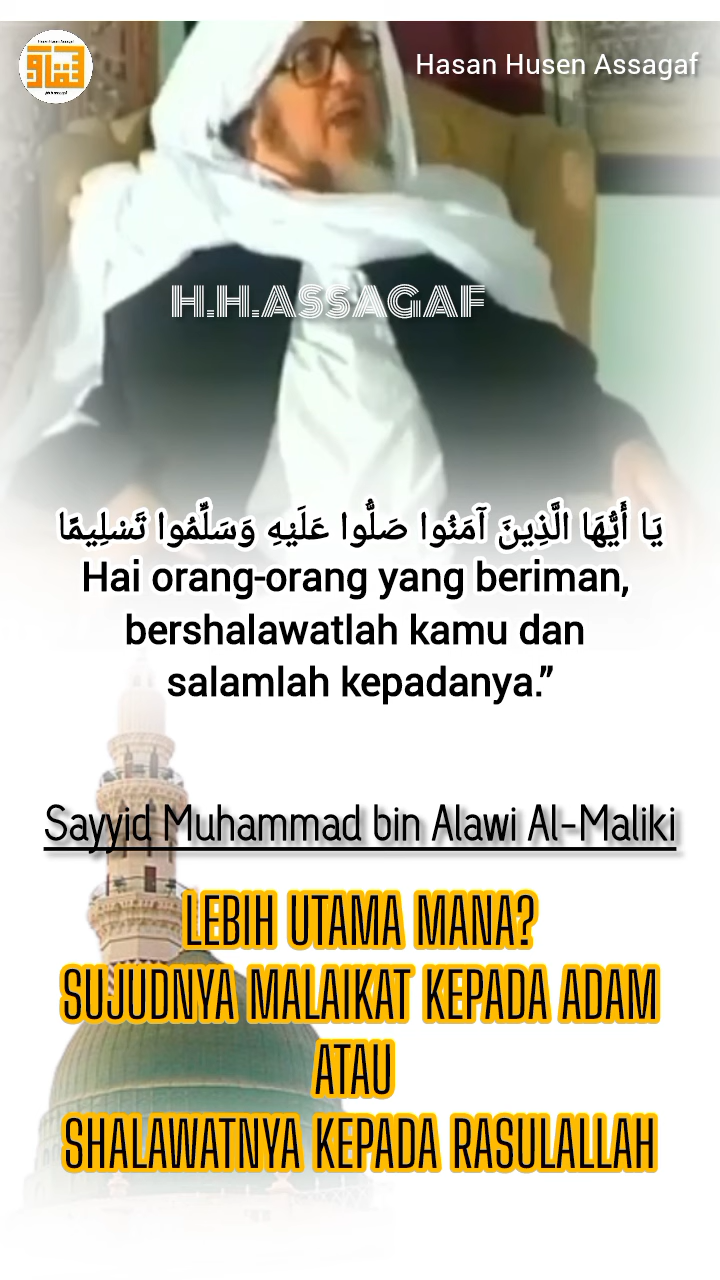 Hasan Husen Assagaf
H.H.ASSAGAF
يَا أَيُّهَا الَّذِينَ آمَنُوا صَلُّوا عَلَيْهِ وَسَلِّمُوا تَسْلِيمًا
Hai orang-orang yang beriman,
bershalawatlah kamu dan
salamlah kepadanya.”
Sayyid Muhammad bin Alawi Al-Maliki
LEBIH UTAMA MANA?
SUJUDNYA MALAIKAT KEPADA ADAM
ATAU
SHALAWATNYA KEPADA RASULALLAH